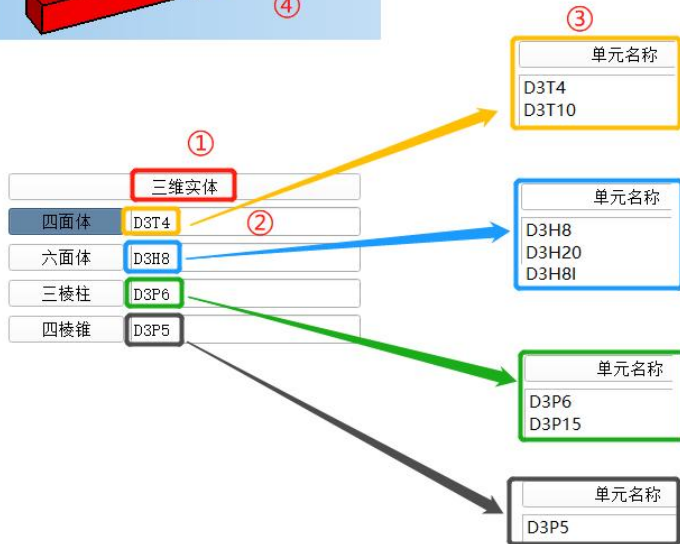 ④
③
单元名称
D3T4
D3T10
①
三维实体
四面体 D3T4
②
六面体 D3H8
三棱柱 D3P6
四棱锥 D3P5
单元名称
D3H8
D3H20
D3H8I
单元名称
D3P6
D3P15
单元名称
D3P5